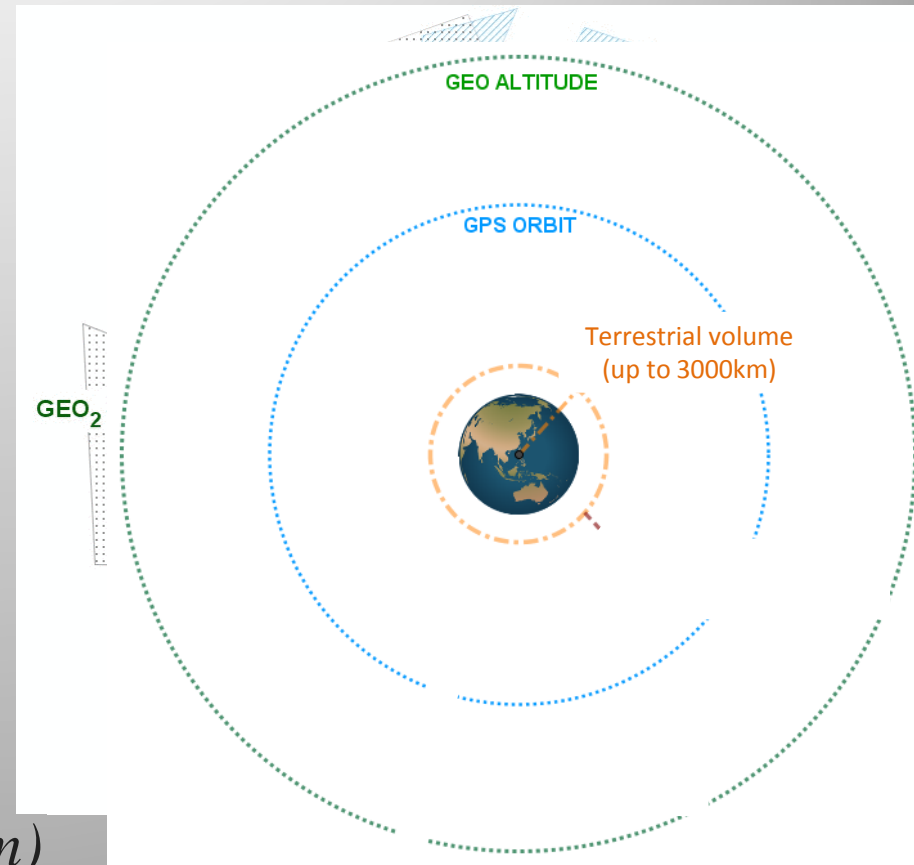 GEO ALTITUDE
GPS ORBIT
Terrestrial volume
(up to 3000km)
GEO2
n)